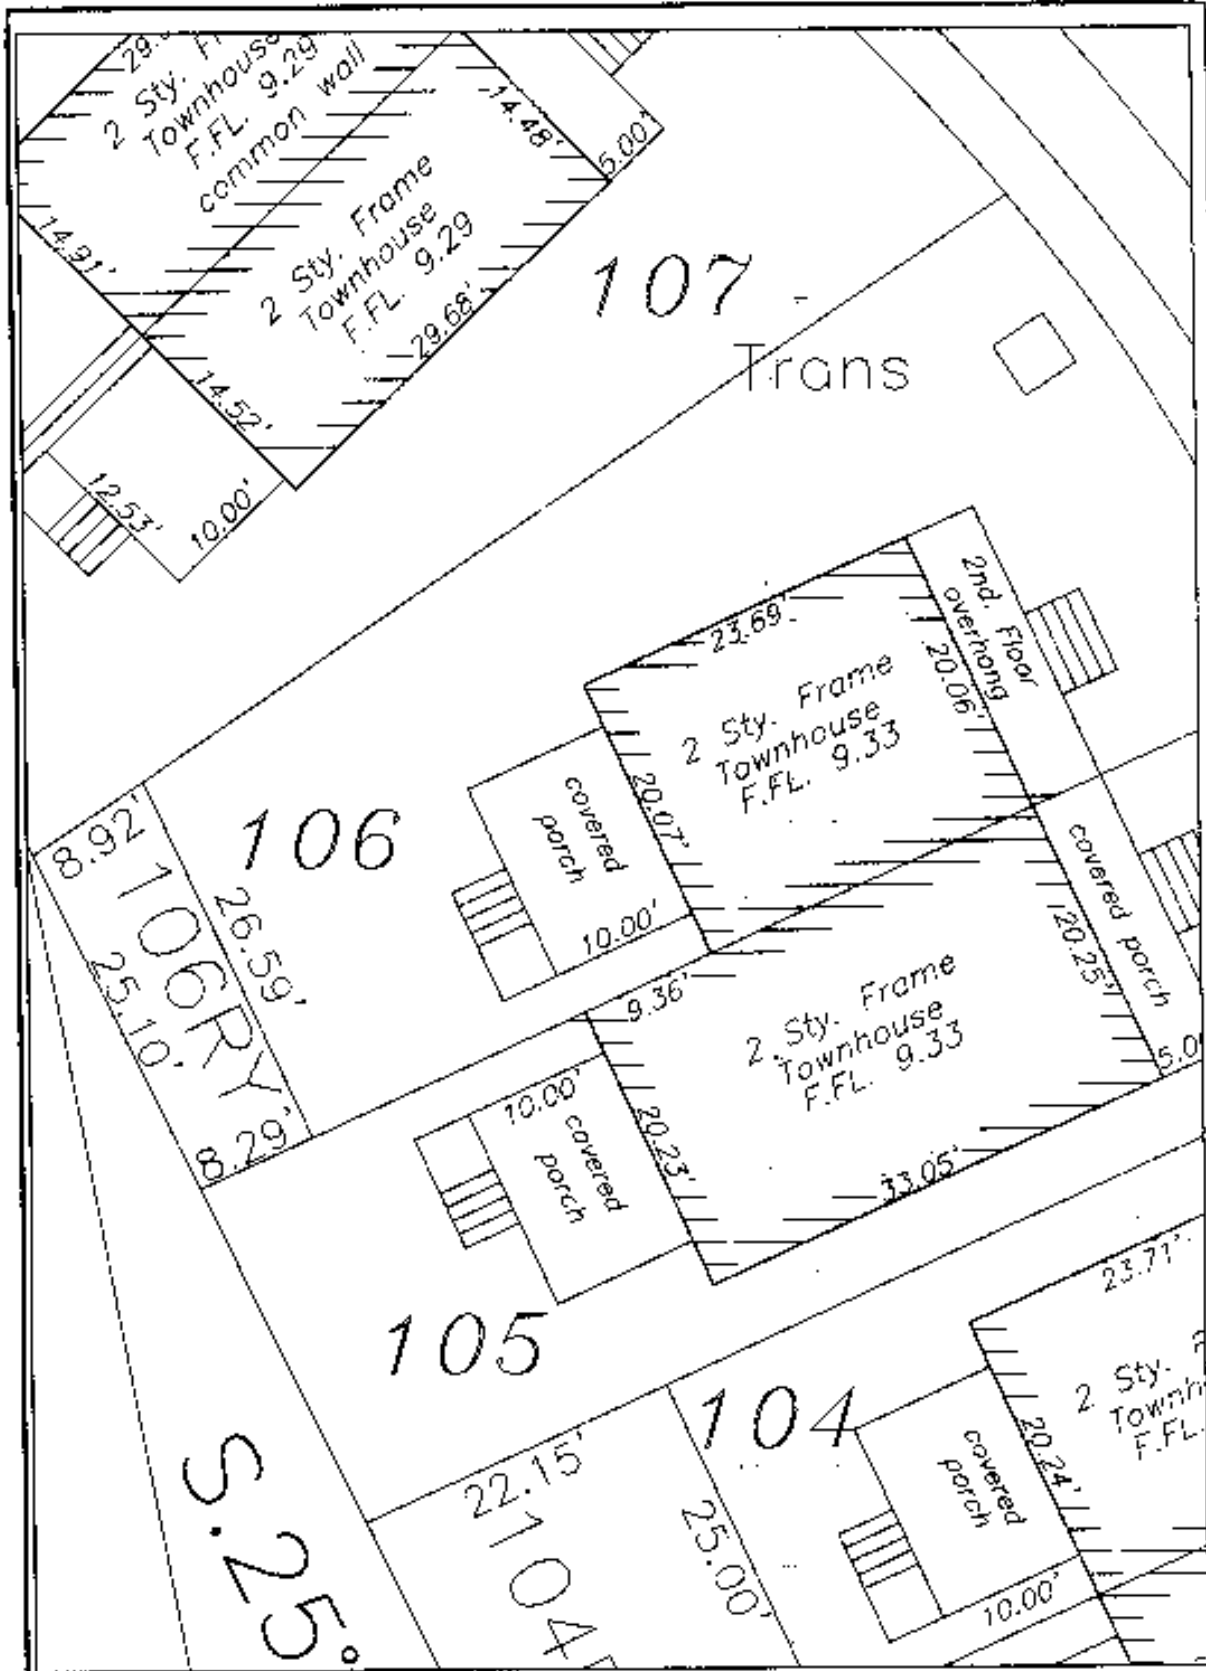 2 Sty.
Townhouse
F.FL. 9.29
common wall
14.48'
5.00'
14.91'
2 Sty. Frame
Townhouse
F.FL. 9.29
29.68'
14.52'
12.53'
10.00'
107
Trans
2nd. Floor
overhang
23.69'
20.06'
2 Sty. Frame
Townhouse
F.FL. 9.33
20.07'
covered
porch
10.00'
106
8.92'
106RY
26.59'
25.10'
8.29'
covered porch
20.25'
9.36'
2 Sty. Frame
Townhouse
F.FL. 9.33
10.00'
covered
porch
20.23'
33.05'
105
23.71'
104
2 Sty.
F.FL.
20.24'
covered
porch
10.00'
22.15'
104
25.00'
S.25°